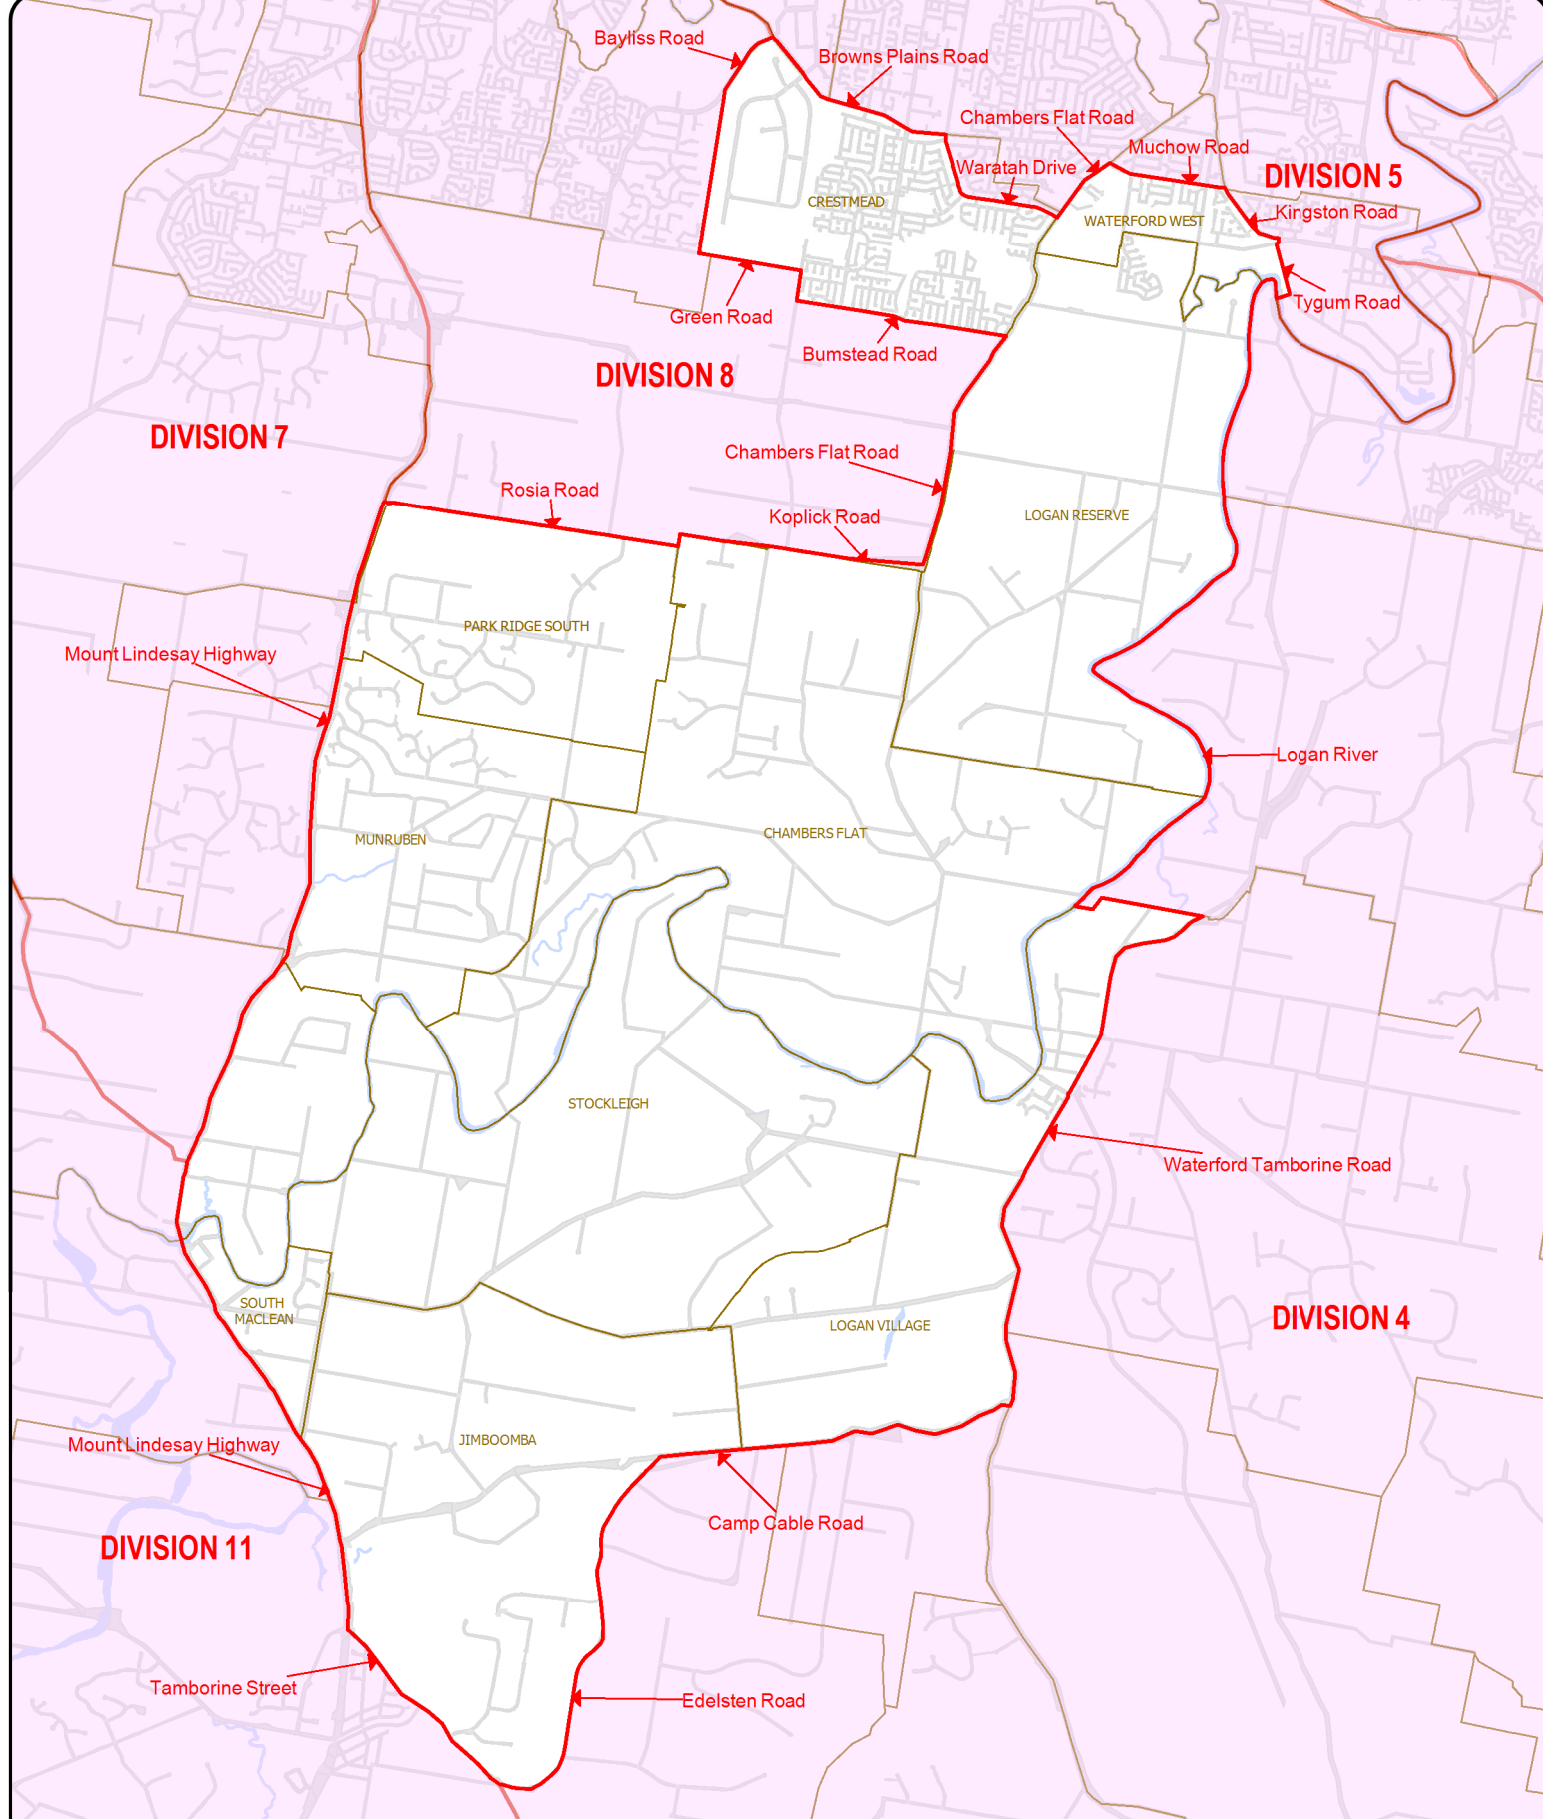 Bayliss Road
Browns Plains Road
Chambers Flat Road
Muchow Road
Waratah Drive
DIVISION 5
CRESTMEAD
Kingston Road
WATERFORD WEST
Tygum Road
Green Road
Bumstead Road
DIVISION 8
DIVISION 7
Chambers Flat Road
Rosia Road
Koplick Road
LOGAN RESERVE
PARK RIDGE SOUTH
Mount Lindesay Highway
Logan River
CHAMBERS FLAT
MUNRUBEN
STOCKLEIGH
Waterford Tamborine Road
SOUTH
MACLEAN
DIVISION 4
LOGAN VILLAGE
JIMBOOMBA
Mount Lindesay Highway
Camp Cable Road
DIVISION 11
Tamborine Street
Edelsten Road